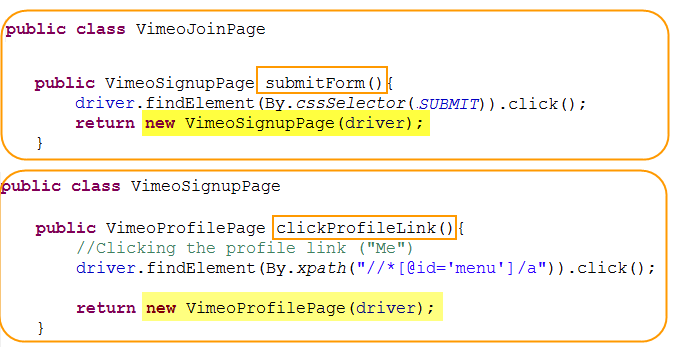 public class VimeoJoinPage
public VimeoSignupPage submitForm(){
driver.findElement(By.cssSelector(.SUBMIT)).click();
return new VimeoSignupPage(driver);
}
public class VimeoSignupPage
public VimeoProfilePage clickProfileLink(){
//Clicking the profile link ("Me")
driver.findElement(By.xpath("//*[@id='menu']/a")).click();
return new VimeoProfilePage(driver);
}